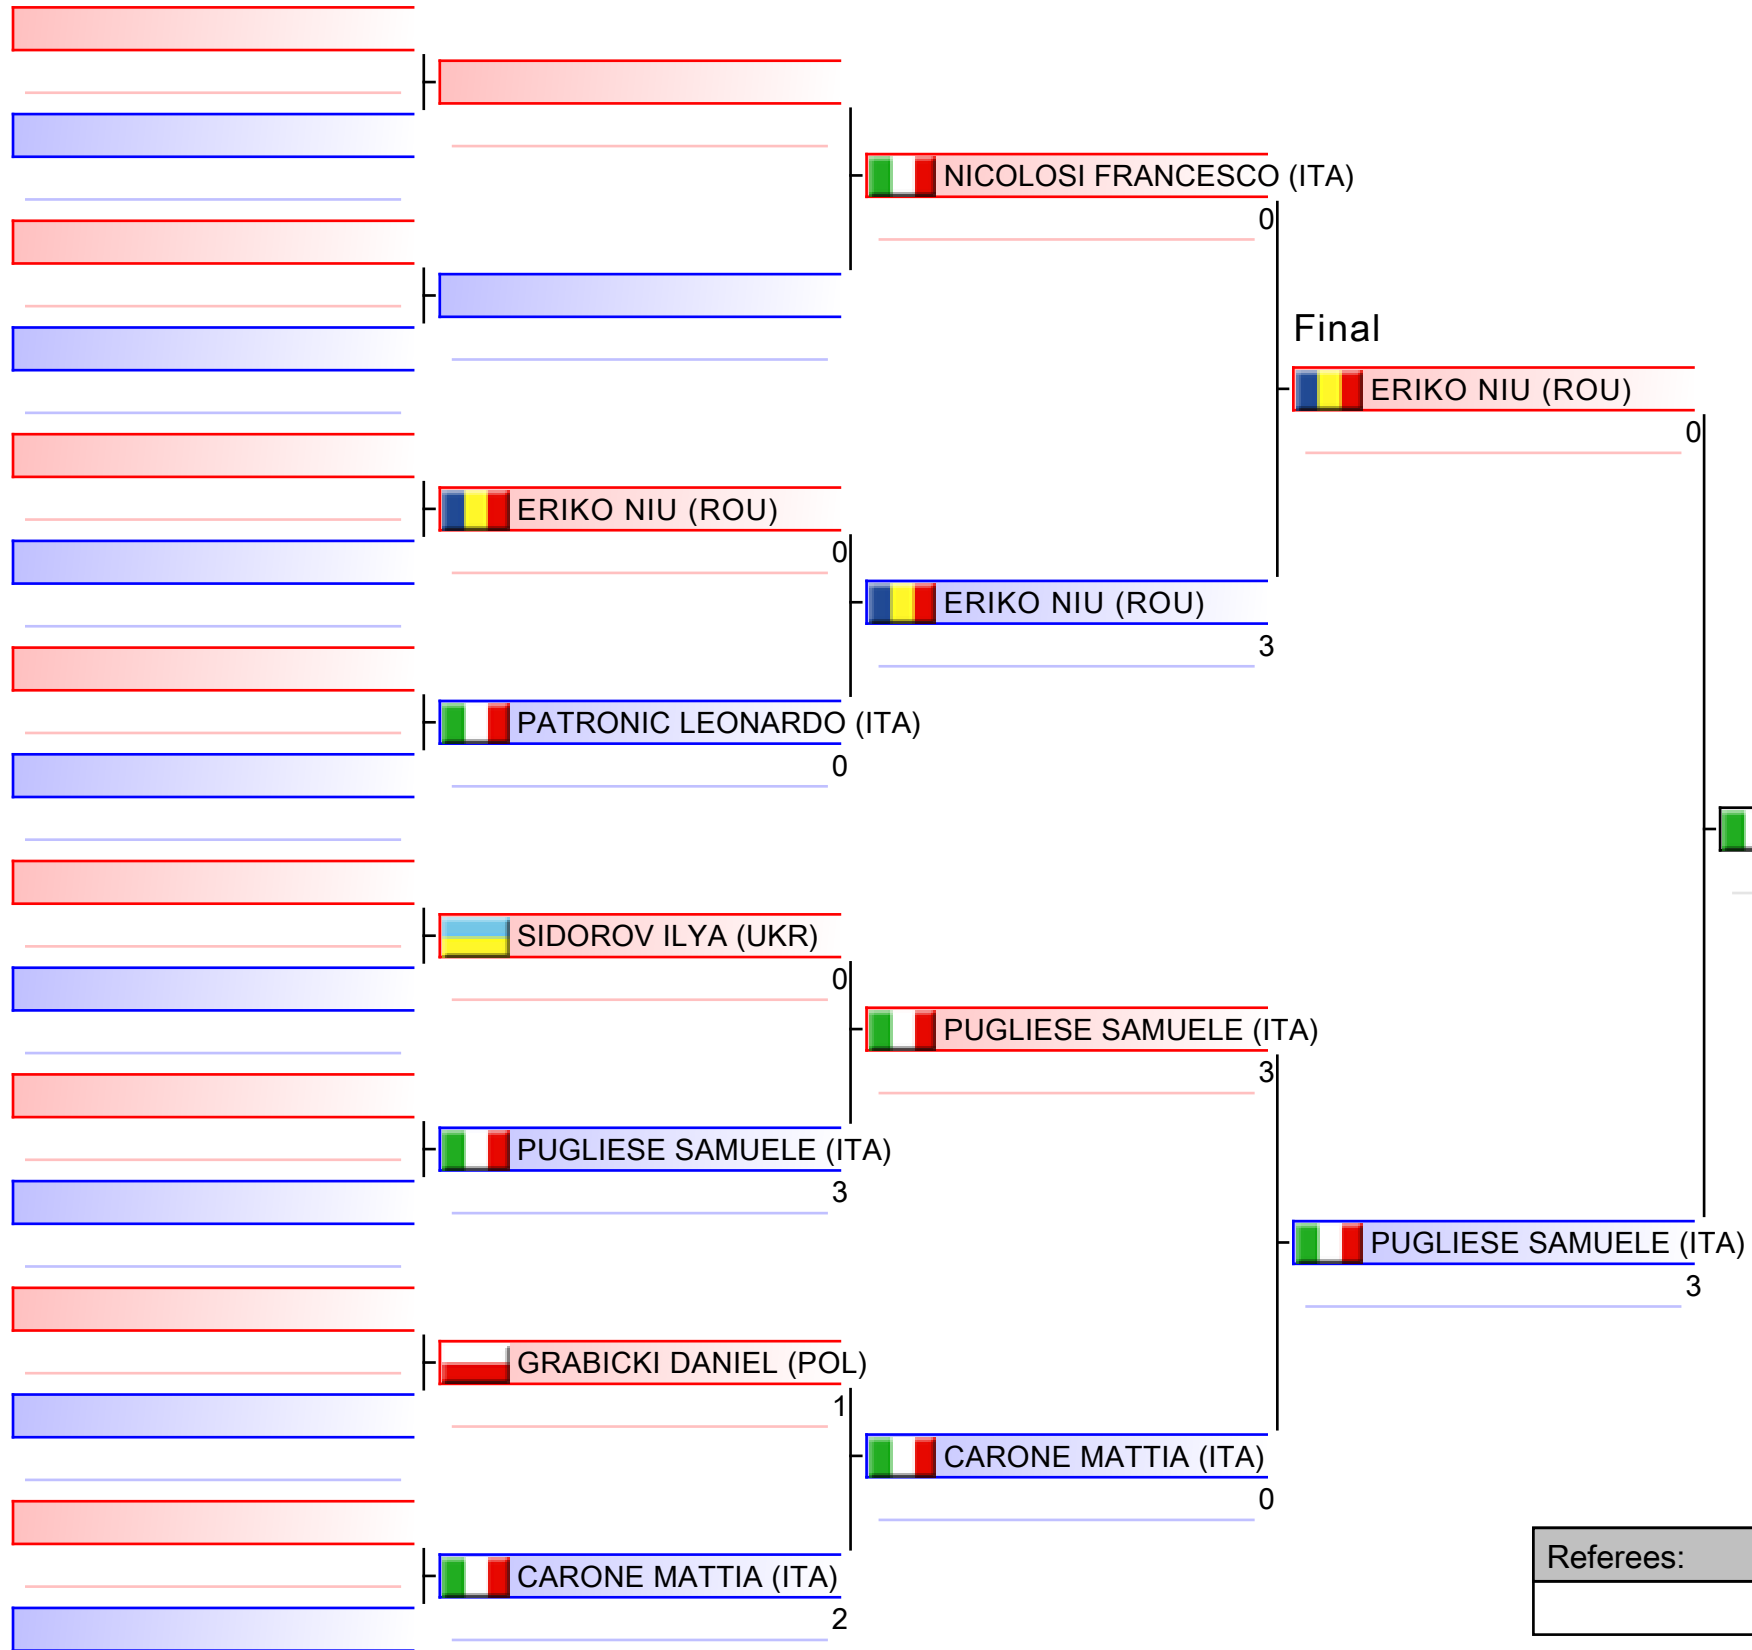 NICOLOSI FRANCESCO (ITA)
0
Final
ERIKO NIU (ROU)
0
ERIKO NIU (ROU)
0
ERIKO NIU (ROU)
3
PATRONIC LEONARDO (ITA)
0
SIDOROV ILYA (UKR)
0
PUGLIESE SAMUELE (ITA)
3
PUGLIESE SAMUELE (ITA)
3
PUGLIESE SAMUELE (ITA)
3
GRABICKI DANIEL (POL)
1
CARONE MATTIA (ITA)
0
CARONE MATTIA (ITA)
2
Referees: